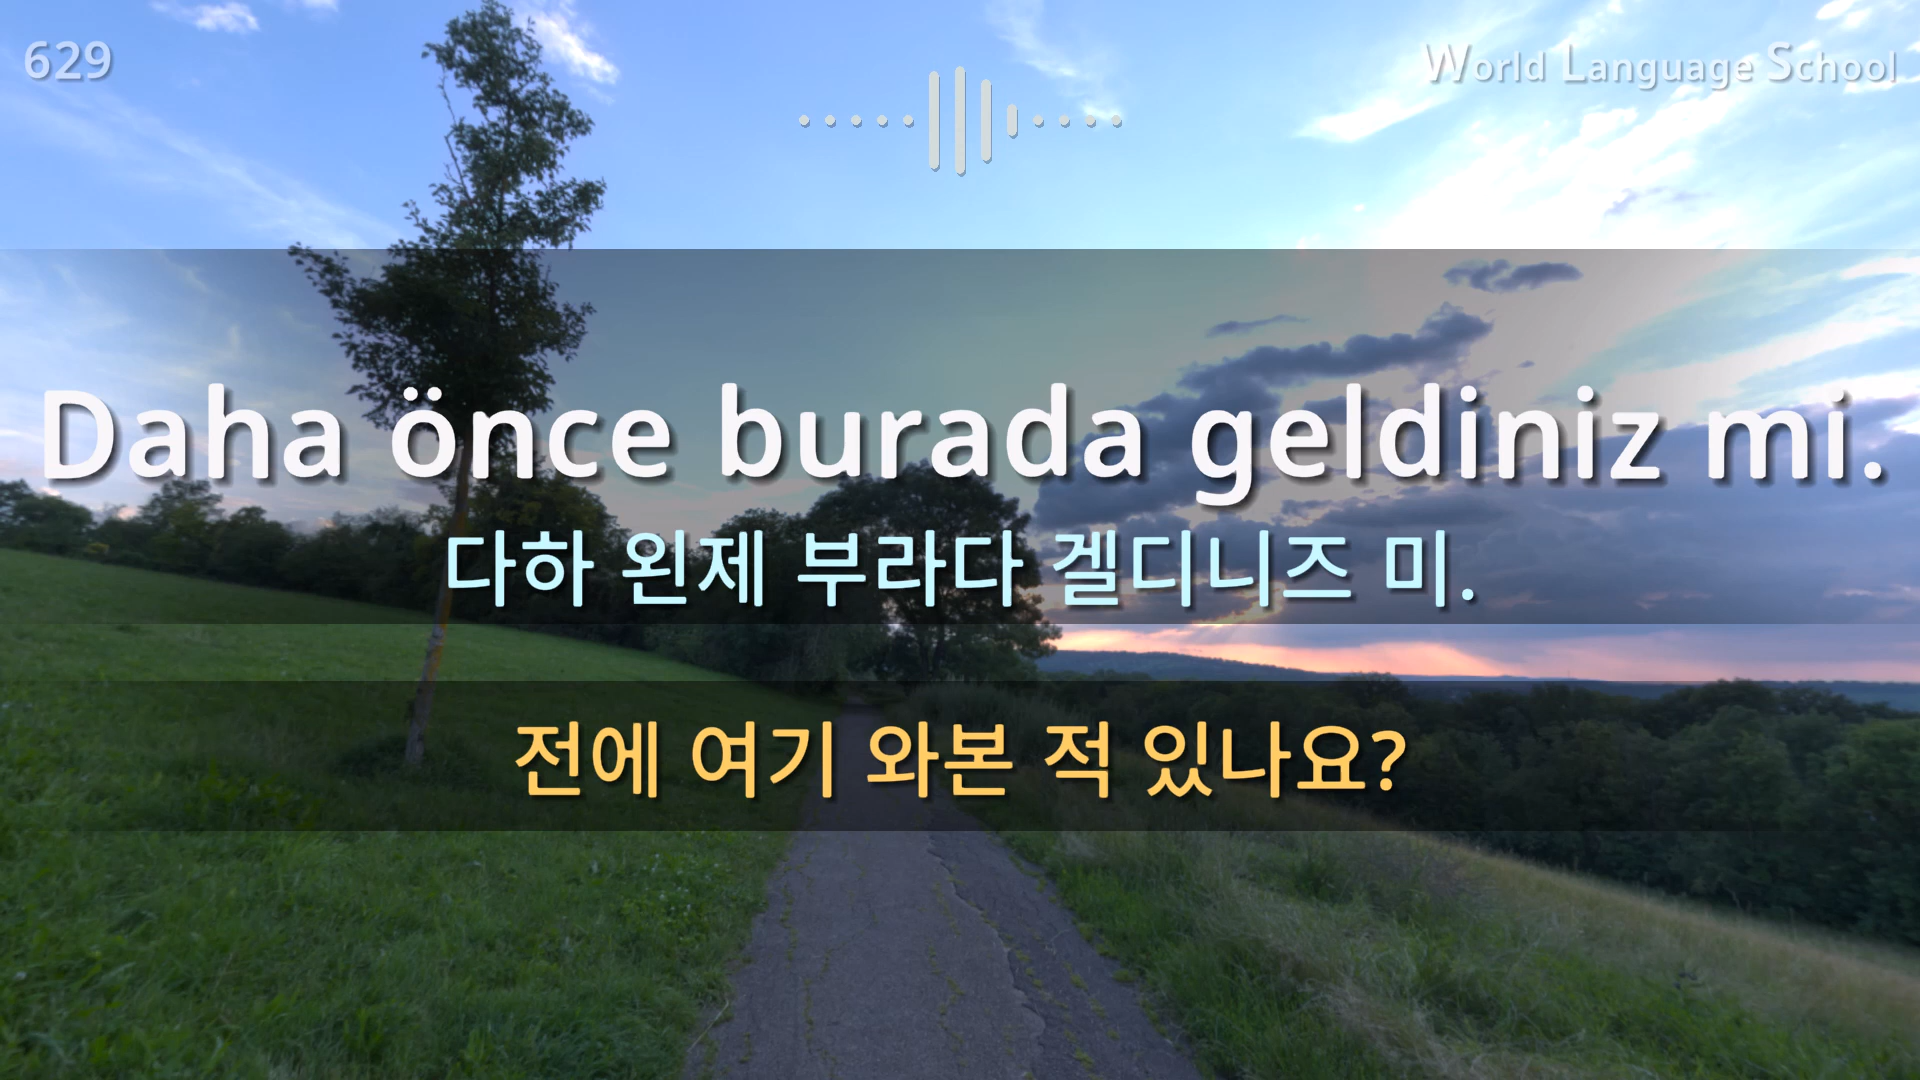 629
World Language School
Daha önce burada geldiniz mi.
다하 왼제 부라다 겔디니즈 미.
전에 여기 와본 적 있나요?